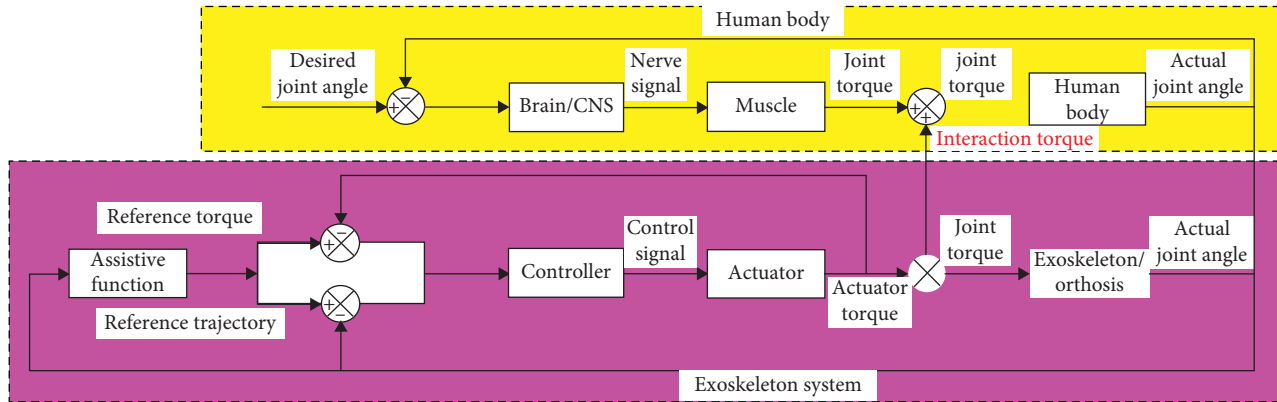 Human body
Desired
joint angle
Nerve
signal
Joint
torque
joint
torque
Actual
joint angle
+
−
Brain/CNS
Muscle
+
+
Human
body
Interaction torque
Reference torque
Control
signal
Joint
torque
Actual
joint angle
+
−
Assistive
function
Controller
Actuator
Exoskeleton/
orthosis
+
−
Actuator
torque
Reference trajectory
Exoskeleton system